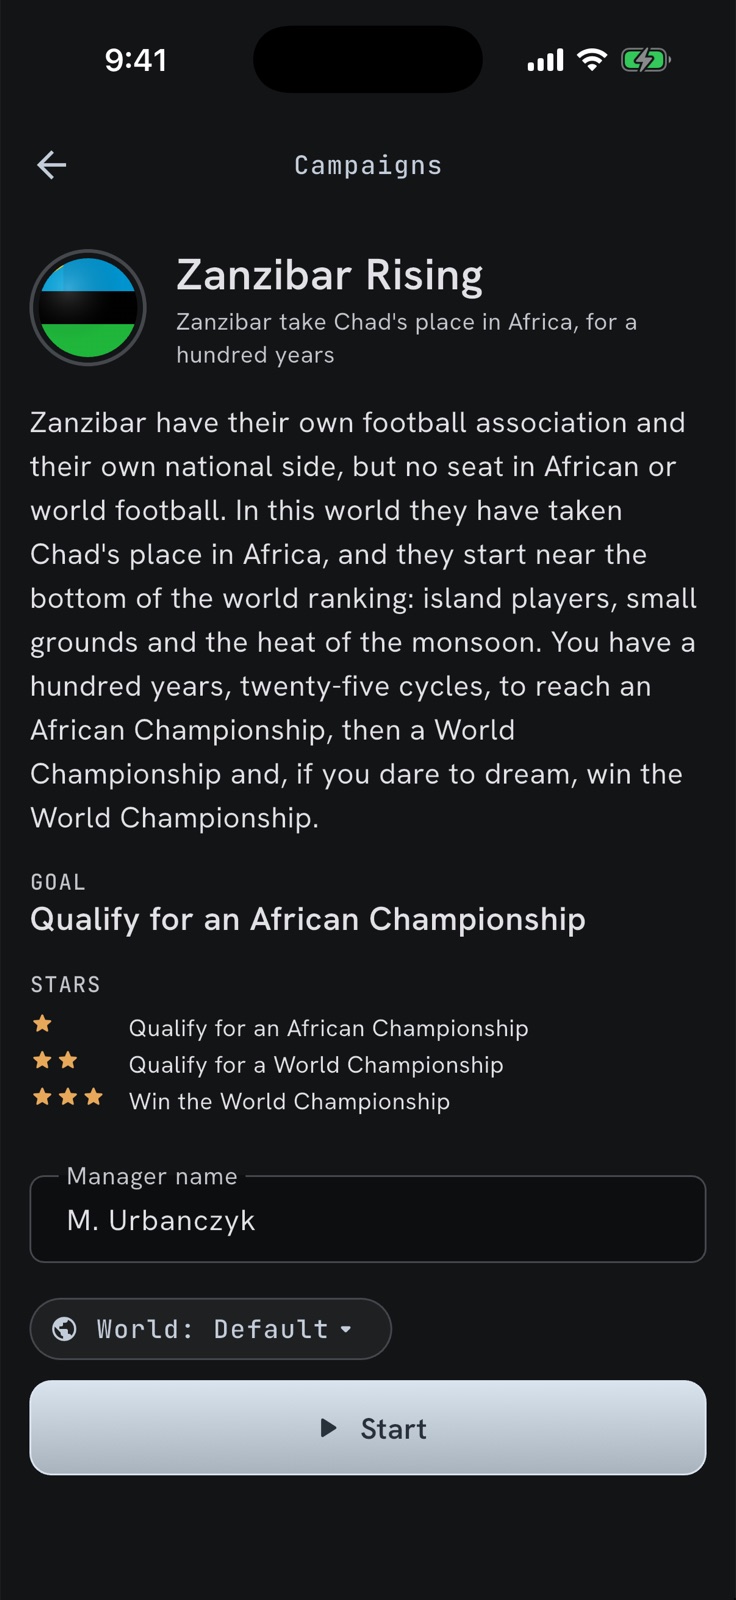 9:41
Campaigns
Zanzibar Rising
Zanzibar take Chad's place in Africa, for a
hundred years
Zanzibar have their own football association and
their own national side, but no seat in African or
world football. In this world they have taken
Chad's place in Africa, and they start near the
bottom of the world ranking: island players, small
grounds and the heat of the monsoon. You have a
hundred years, twenty-five cycles, to reach an
African Championship, then a World
Championship and, if you dare to dream, win the
World Championship.
GOAL
Qualify for an African Championship
STARS
Qualify for an African Championship
Qualify for a World Championship
Win the World Championship
Manager name
M. Urbanczyk
World: Default
Start